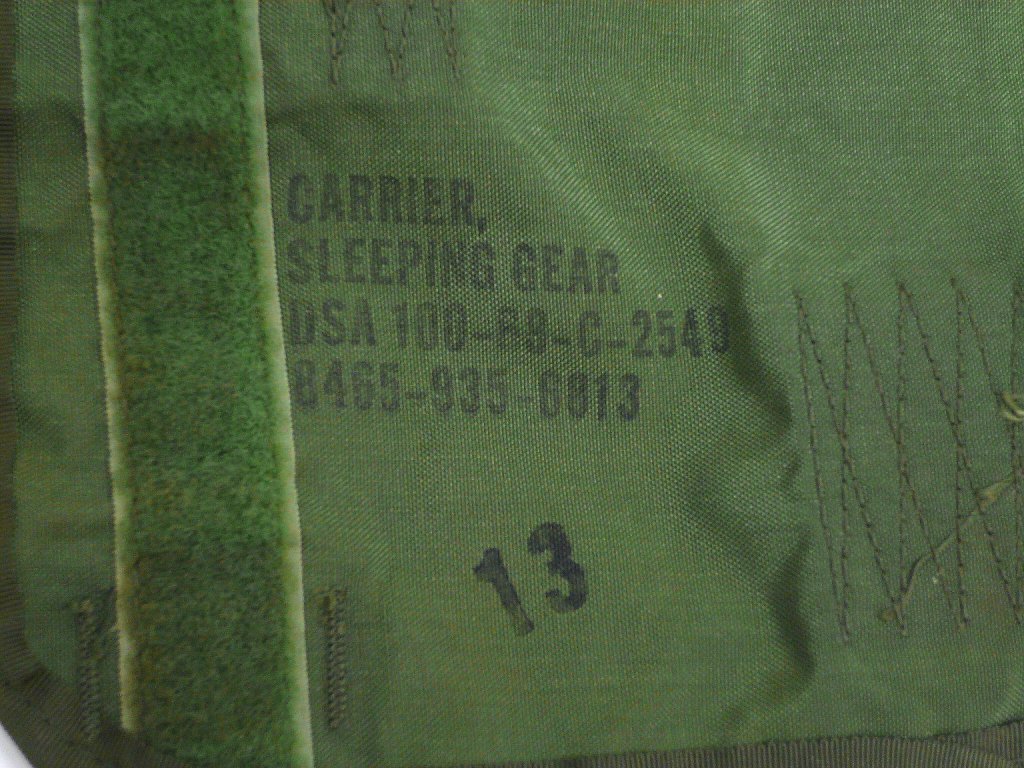 CARRIER,
SLEEPING GEAR
DSA 100-68-C-2549
8465-935-6813
13